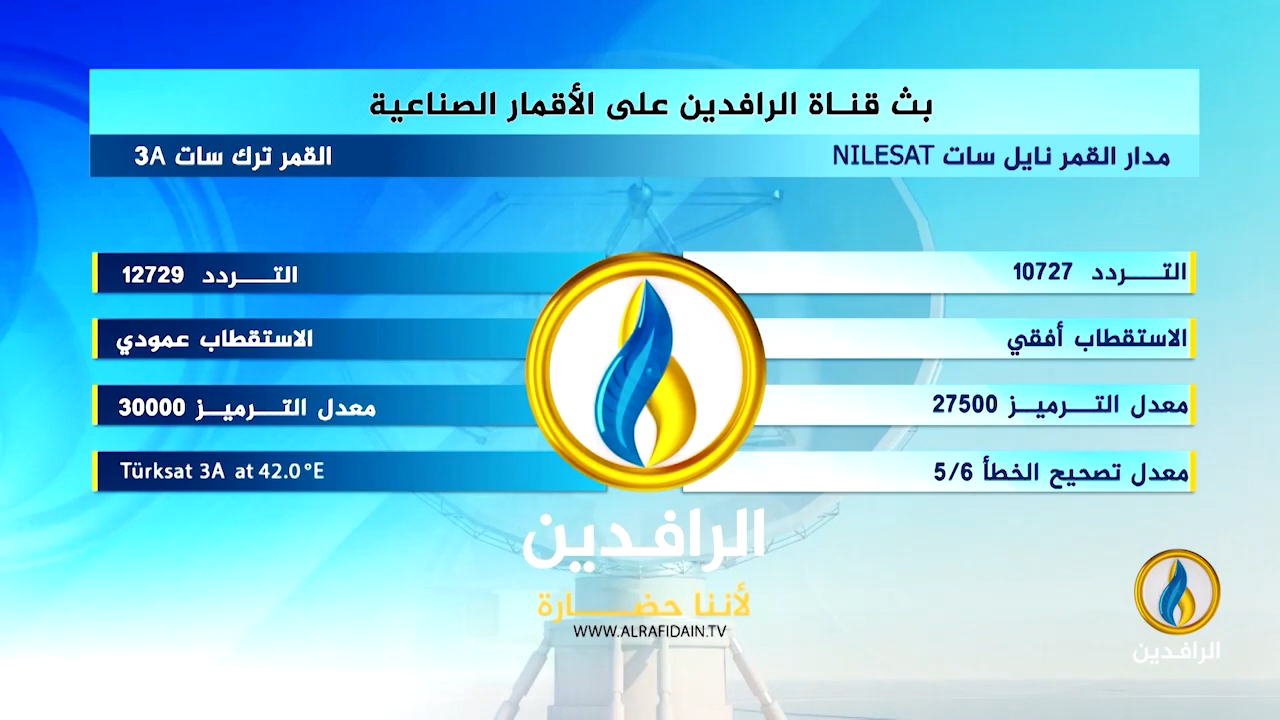 بث قناة الرافدين على الأقمار الصناعية
مدار القمر نايل سات NILESAT
القمر ترك سات 3A
التردد 10727
الاستقطاب أفقي
معدل الترميز 27500
معدل تصحيح الخطأ 5/6
التردد 12729
الاستقطاب عمودي
معدل الترميز 30000
Türksat 3A at 42.0°E
الرافدين
لأننا حضارة
WWW.ALRAFIDAIN.TV
الرافدين